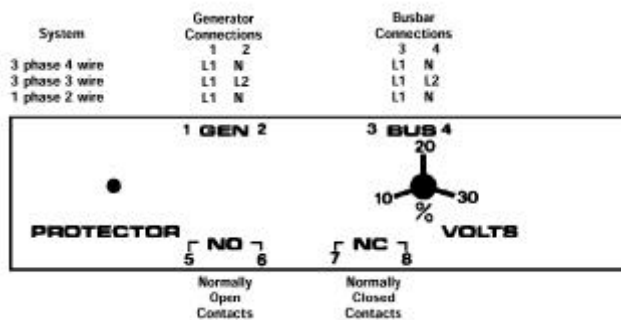 System Generator Connections Busbar Connections
1 2 3 4
3 phase 4 wire L1 N L1 N
3 phase 3 wire L1 L2 L1 L2
1 phase 2 wire L1 N L1 N
1 GEN 2 3 BUS 4
20
10 30
%
PROTECTOR VOLTS
NO NC
5 6 7 8
Normally Open Contacts Normally Closed Contacts